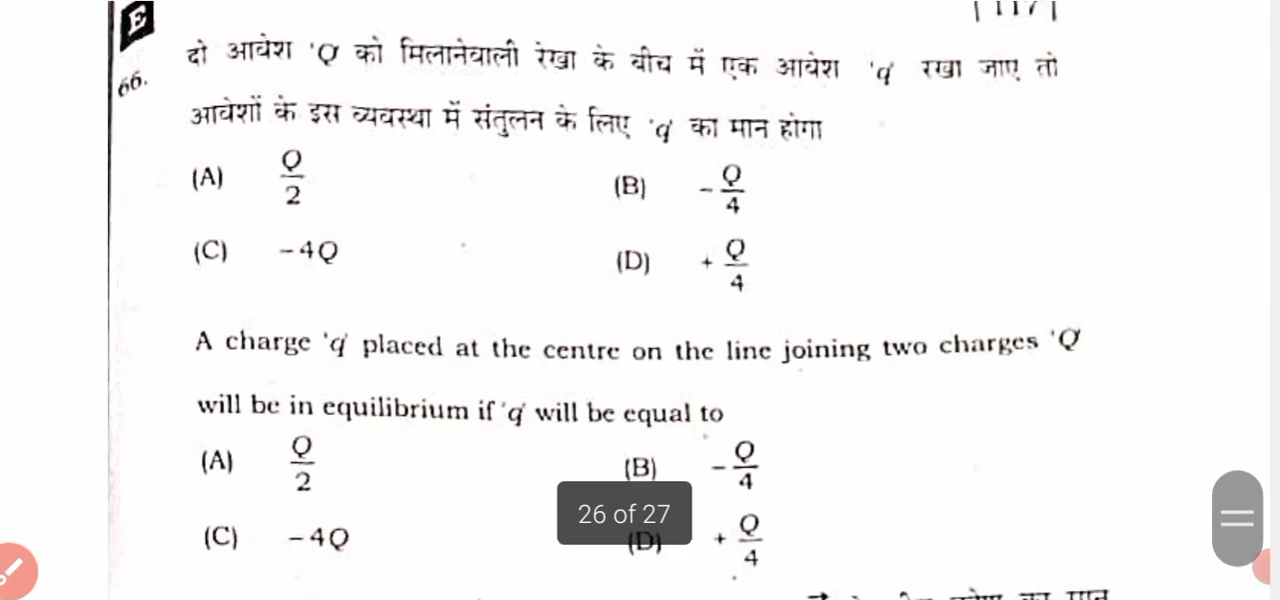 E
66. दो आवेश 'Q' को मिलानेवाली रेखा के बीच में एक आवेश 'q' रखा जाए तो
आवेशों के इस व्यवस्था में संतुलन के लिए 'q' का मान होगा
(A) Q/2 (B) -Q/4
(C) -4Q (D) +Q/4
A charge 'q' placed at the centre on the line joining two charges 'Q'
will be in equilibrium if 'q' will be equal to
(A) Q/2 (B) -Q/4
26 of 27
(C) -4Q (D) +Q/4
का मान